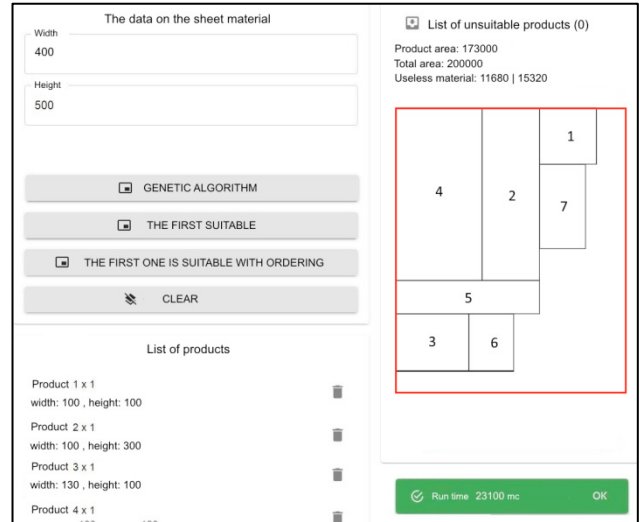 The data on the sheet material
Width
400
Height
500
GENETIC ALGORITHM
THE FIRST SUITABLE
THE FIRST ONE IS SUITABLE WITH ORDERING
CLEAR
List of products
Product 1 x 1
width: 100 , height: 100
Product 2 x 1
width: 100 , height: 300
Product 3 x 1
width: 130 , height: 100
Product 4 x 1
List of unsuitable products (0)
Product area: 173000
Total area: 200000
Useless material: 11680 | 15320
1
4
2
7
5
3
6
Run time 23100 mc
OK